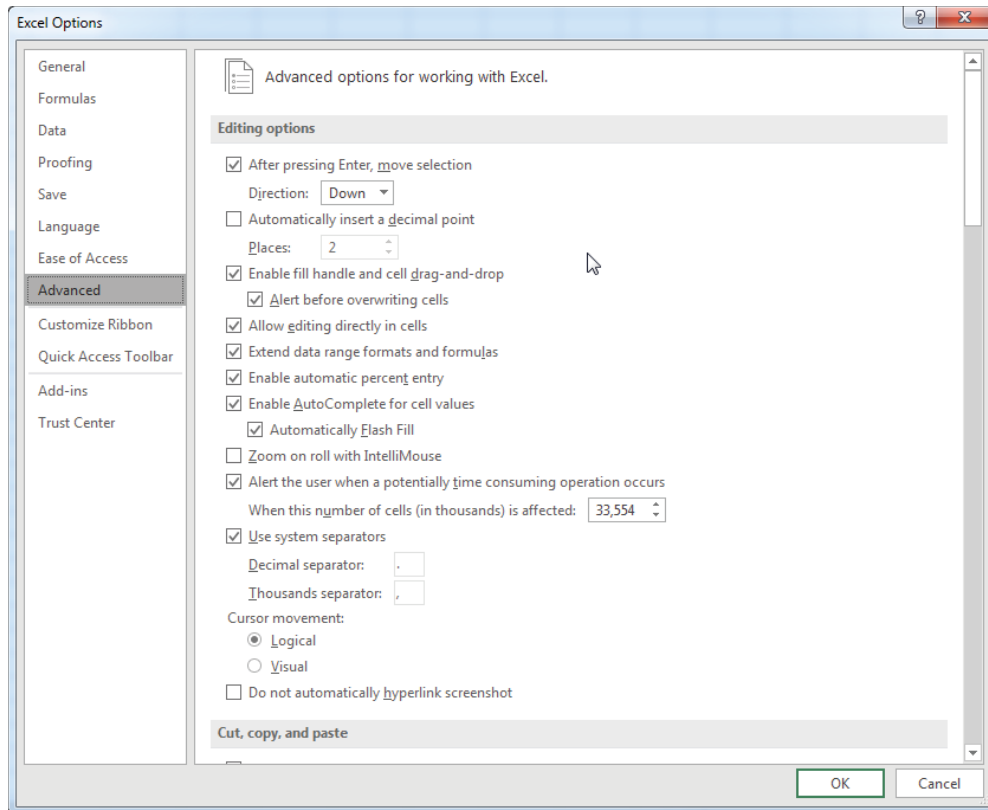 Excel Options
General
Formulas
Data
Proofing
Save
Language
Ease of Access
Advanced
Customize Ribbon
Quick Access Toolbar
Add-ins
Trust Center
Advanced options for working with Excel.
Editing options
After pressing Enter, move selection
Direction: Down
Automatically insert a decimal point
Places: 2
Enable fill handle and cell drag-and-drop
Alert before overwriting cells
Allow editing directly in cells
Extend data range formats and formulas
Enable automatic percent entry
Enable AutoComplete for cell values
Automatically Flash Fill
Zoom on roll with IntelliMouse
Alert the user when a potentially time consuming operation occurs
When this number of cells (in thousands) is affected: 33,554
Use system separators
Decimal separator: .
Thousands separator: ,
Cursor movement:
Logical
Visual
Do not automatically hyperlink screenshot
Cut, copy, and paste
OK Cancel